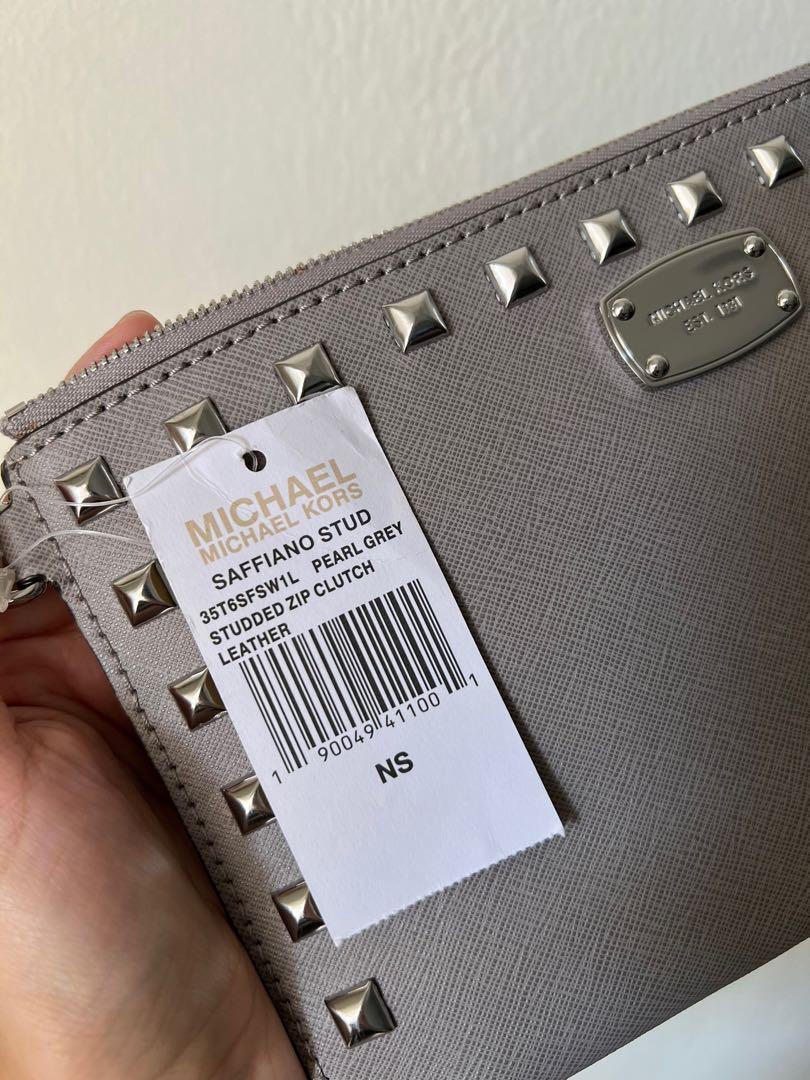 MICHAEL KORS
EST. 1981
MICHAEL
MICHAEL KORS
SAFFIANO STUD
35T6SFSW1L PEARL GREY
STUDDED ZIP CLUTCH
LEATHER
1 90049 41100 1
NS